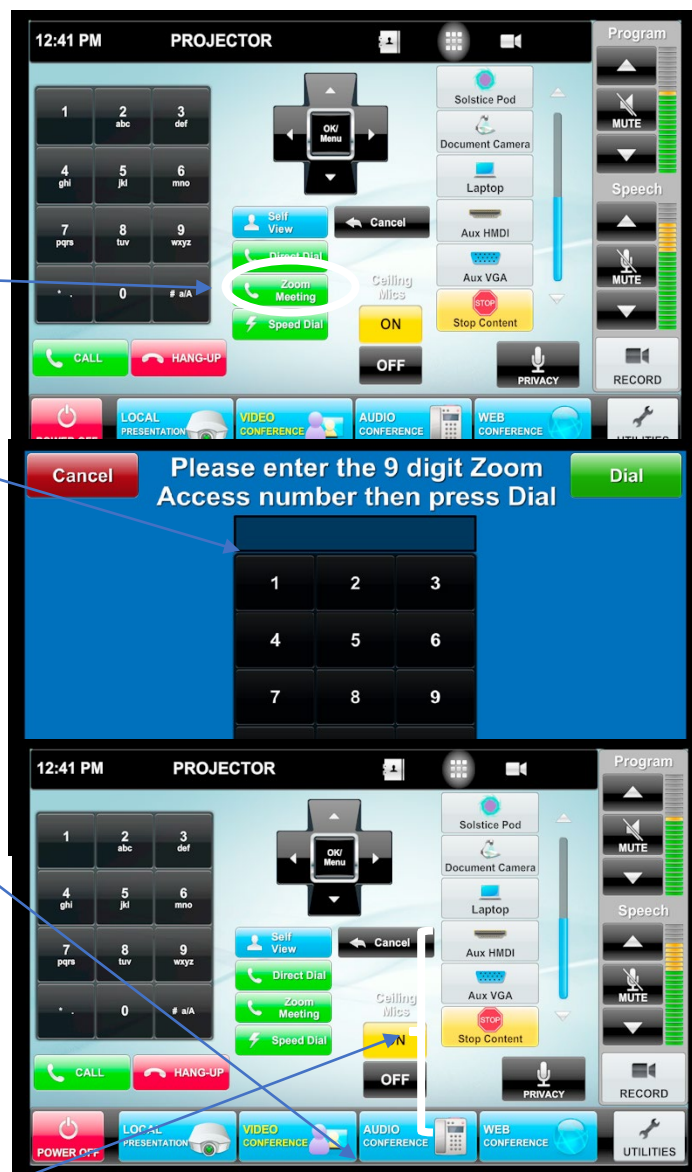 12:41 PM
PROJECTOR
Program
1
2
abc
3
def
4
ghi
5
jkl
6
mno
7
pqrs
8
tuv
9
wxyz
* .
0
# a/A
CALL
HANG-UP
OK/
Menu
Self
View
Cancel
Direct Dial
Zoom
Meeting
Speed Dial
Ceiling
Mics
ON
OFF
Solstice Pod
Document Camera
Laptop
Aux HMDI
Aux VGA
STOP
Stop Content
PRIVACY
MUTE
Speech
MUTE
RECORD
POWER OFF
LOCAL
PRESENTATION
VIDEO
CONFERENCE
AUDIO
CONFERENCE
WEB
CONFERENCE
UTILITIES
Cancel
Please enter the 9 digit Zoom
Access number then press Dial
Dial
1 2 3
4 5 6
7 8 9
12:41 PM
PROJECTOR
Program
1
2
abc
3
def
4
ghi
5
jkl
6
mno
7
pqrs
8
tuv
9
wxyz
* .
0
# a/A
CALL
HANG-UP
OK/
Menu
Self
View
Cancel
Direct Dial
Zoom
Meeting
Speed Dial
Ceiling
Mics
ON
OFF
Solstice Pod
Document Camera
Laptop
Aux HMDI
Aux VGA
STOP
Stop Content
PRIVACY
MUTE
Speech
MUTE
RECORD
POWER OFF
LOCAL
PRESENTATION
VIDEO
CONFERENCE
AUDIO
CONFERENCE
WEB
CONFERENCE
UTILITIES